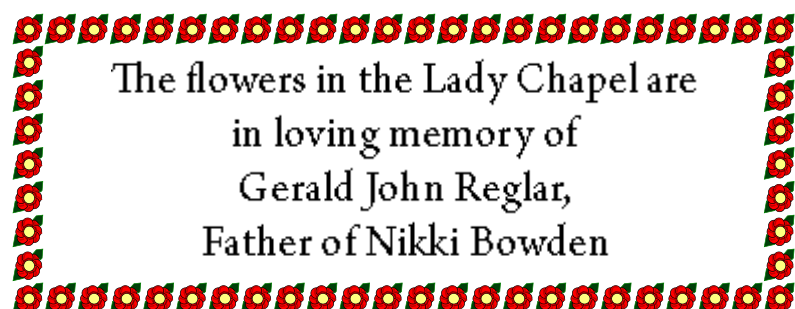 The flowers in the Lady Chapel are
in loving memory of
Gerald John Reglar,
Father of Nikki Bowden